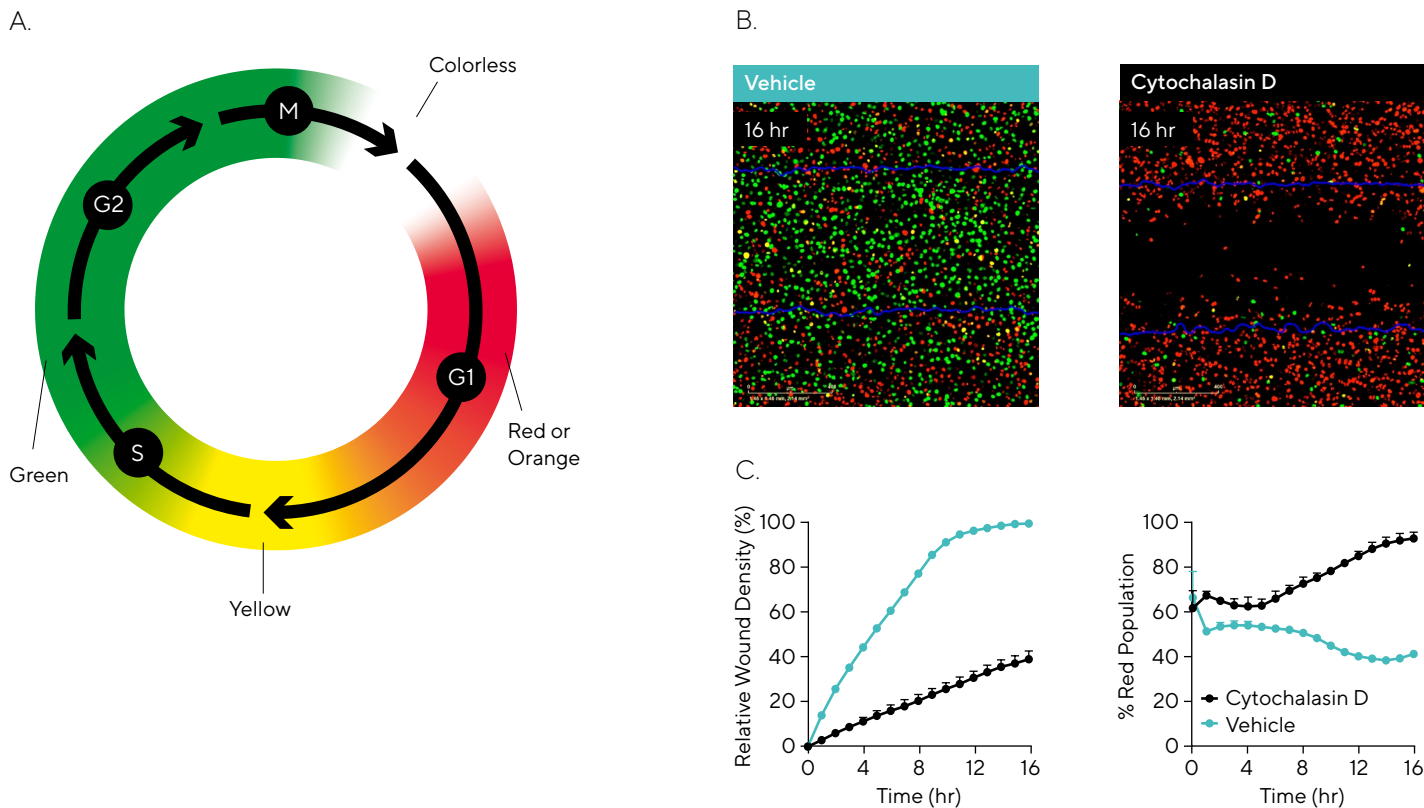 A.
Colorless
M
G2
G1
S
Red or
Orange
Green
Yellow
B.
Vehicle
16 hr
Cytochalasin D
16 hr
C.
Relative Wound Density (%)
100
80
60
40
20
0
0
4
8
12
16
Time (hr)
% Red Population
100
80
60
40
20
0
Cytochalasin D
Vehicle
0
4
8
12
16
Time (hr)